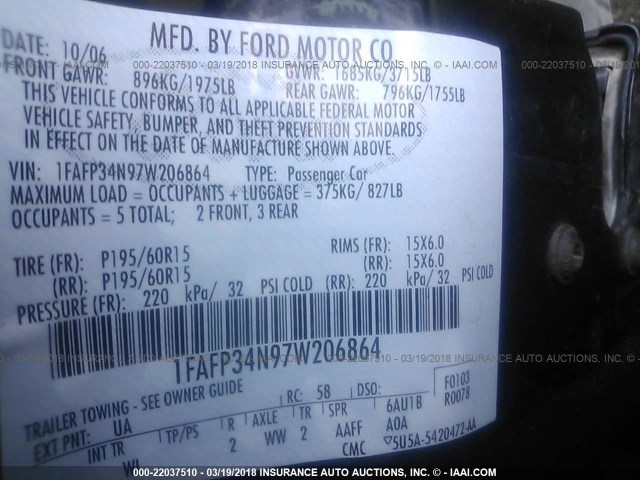 000-22037510 - 03/19/2018 INSURANCE AUTO AUCTIONS, INC. - © IAAI.COM
MFD. BY FORD MOTOR CO
DATE: 10/06
FRONT GAWR: 896KG/1975LB GVWR: 1685KG/3715LB
REAR GAWR: 796KG/1755LB
THIS VEHICLE CONFORMS TO ALL APPLICABLE FEDERAL MOTOR
VEHICLE SAFETY, BUMPER, AND THEFT PREVENTION STANDARDS
IN EFFECT ON THE DATE OF MANUFACTURE SHOWN ABOVE.
VIN: 1FAFP34N97W206864 TYPE: Passenger Car
MAXIMUM LOAD = OCCUPANTS + LUGGAGE = 375KG/ 827LB
OCCUPANTS = 5 TOTAL; 2 FRONT, 3 REAR
TIRE (FR): P195/60R15 RIMS (FR): 15X6.0
(RR): P195/60R15 (RR): 15X6.0
PRESSURE (FR): 220 kPa/ 32 PSI COLD (RR): 220 kPa/ 32 PSI COLD
1FAFP34N97W206864
TRAILER TOWING - SEE OWNER GUIDE
F0103
R0078
EXT PNT: UA RC: 58 DSO:
INT TR TP/PS R AXLE TR SPR 6AU1B
2 WW 2 AAFF A0A
CMC 5U5A-5420472-AA
000-22037510 - 03/19/2018 INSURANCE AUTO AUCTIONS, INC. - © IAAI.COM